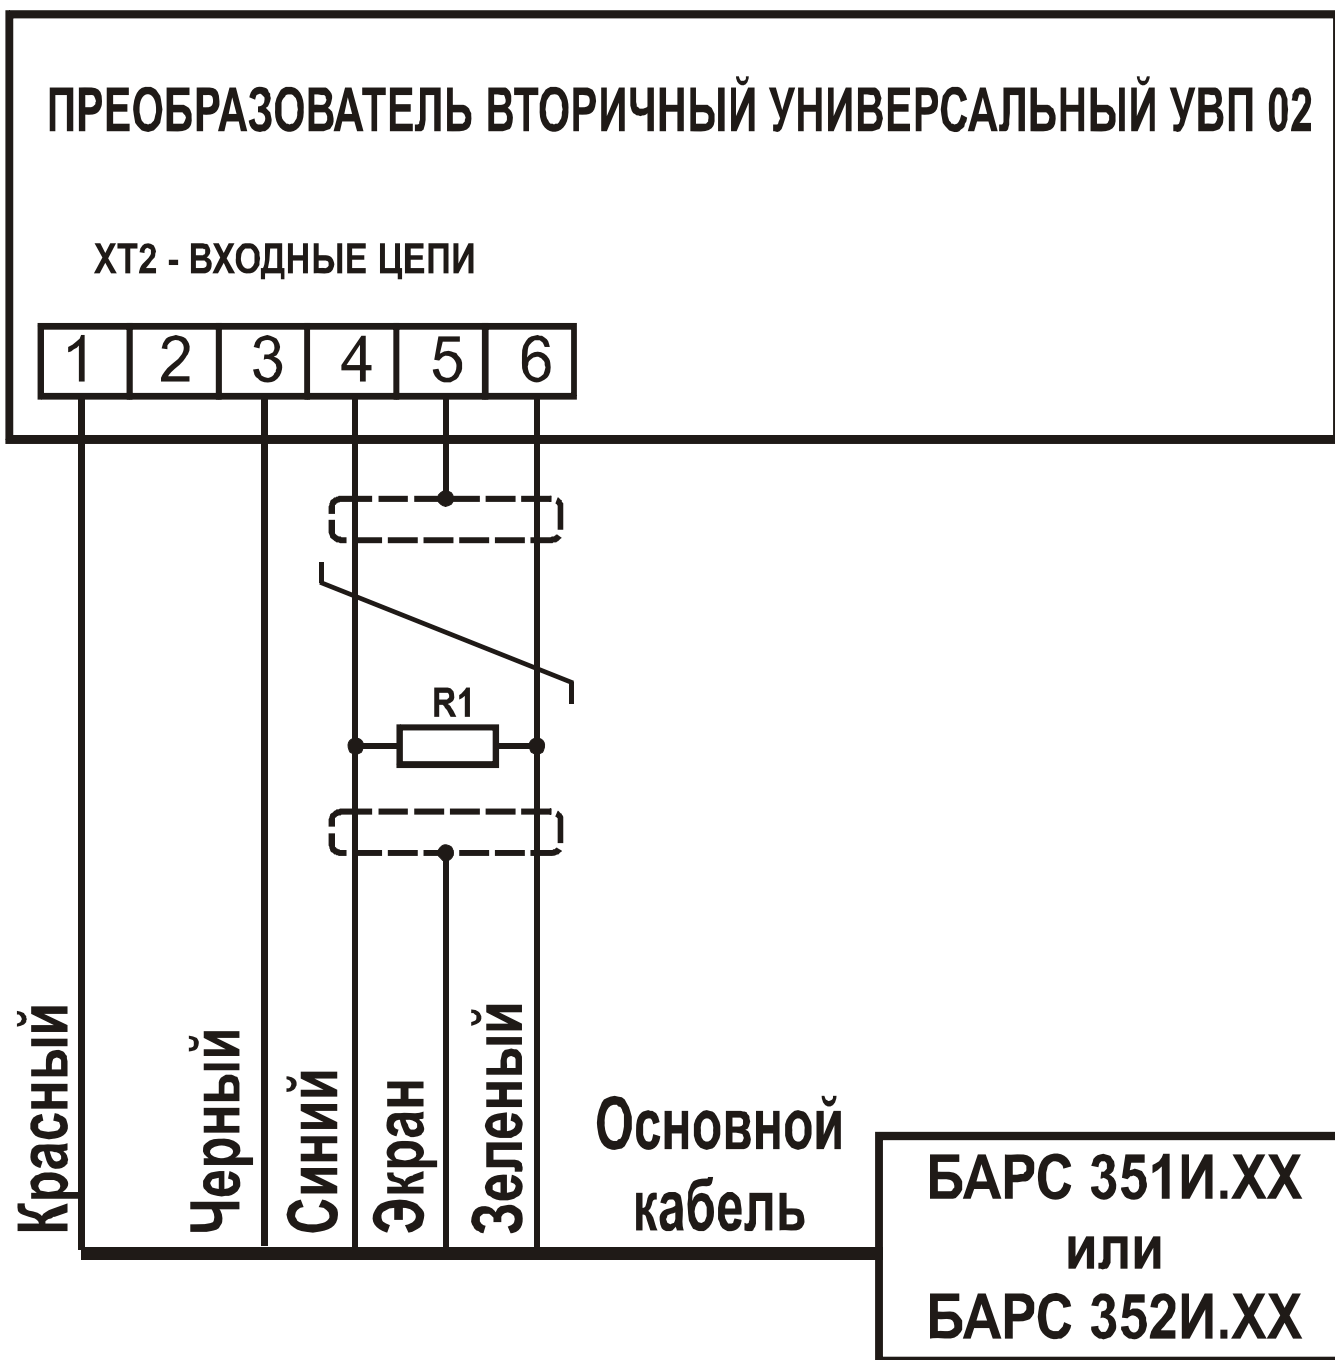 ПРЕОБРАЗОВАТЕЛЬ ВТОРИЧНЫЙ УНИВЕРСАЛЬНЫЙ УВП 02
ХТ2 - ВХОДНЫЕ ЦЕПИ
1 2 3 4 5 6
R1
Красный
Черный
Синий
Экран
Зеленый
Основной
кабель
БАРС 351И.ХХ
или
БАРС 352И.ХХ